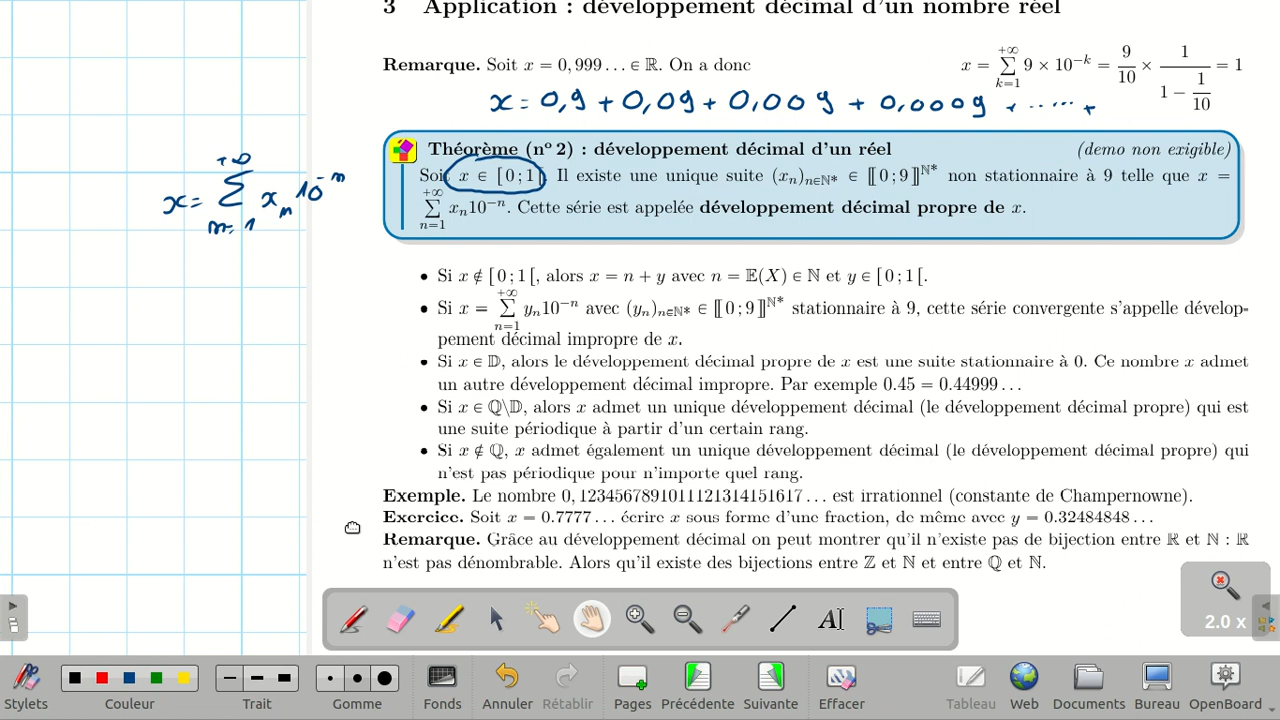 3 Application : développement décimal d'un nombre réel
Remarque. Soit x = 0,999... ∈ ℝ. On a donc x = +∞ ∑ k=1 9 × 10^{-k} = 9/10 × 1/(1 − 1/10) = 1
x = 0,9 + 0,09 + 0,009 + 0,0009 + ...... +
Théorème (nº 2) : développement décimal d'un réel (demo non exigible)
Soit x ∈ [0;1[. Il existe une unique suite (xₙ)ₙ∈ℕ* ∈ ⟦0;9⟧^ℕ* non stationnaire à 9 telle que x =
+∞ ∑ n=1 xₙ10⁻ⁿ. Cette série est appelée développement décimal propre de x.
x = +∞ ∑ n=1 xₙ 10⁻ⁿ
• Si x ∉ [0;1[, alors x = n + y avec n = 𝔼(X) ∈ ℕ et y ∈ [0;1[.
• Si x = +∞ ∑ n=1 yₙ10⁻ⁿ avec (yₙ)ₙ∈ℕ* ∈ ⟦0;9⟧^ℕ* stationnaire à 9, cette série convergente s'appelle dévelop-
pement décimal impropre de x.
• Si x ∈ 𝔻, alors le développement décimal propre de x est une suite stationnaire à 0. Ce nombre x admet
un autre développement décimal impropre. Par exemple 0.45 = 0.44999...
• Si x ∈ ℚ\𝔻, alors x admet un unique développement décimal (le développement décimal propre) qui est
une suite périodique à partir d'un certain rang.
• Si x ∉ ℚ, x admet également un unique développement décimal (le développement décimal propre) qui
n'est pas périodique pour n'importe quel rang.
Exemple. Le nombre 0,1234567891011121314151617... est irrationnel (constante de Champernowne).
Exercice. Soit x = 0.7777... écrire x sous forme d'une fraction, de même avec y = 0.32484848...
Remarque. Grâce au développement décimal on peut montrer qu'il n'existe pas de bijection entre ℝ et ℕ : ℝ
n'est pas dénombrable. Alors qu'il existe des bijections entre ℤ et ℕ et entre ℚ et ℕ.
AI
2.0 x
Stylets Couleur Trait Gomme Fonds Annuler Rétablir Pages Précédente Suivante Effacer Tableau Web Documents Bureau OpenBoard